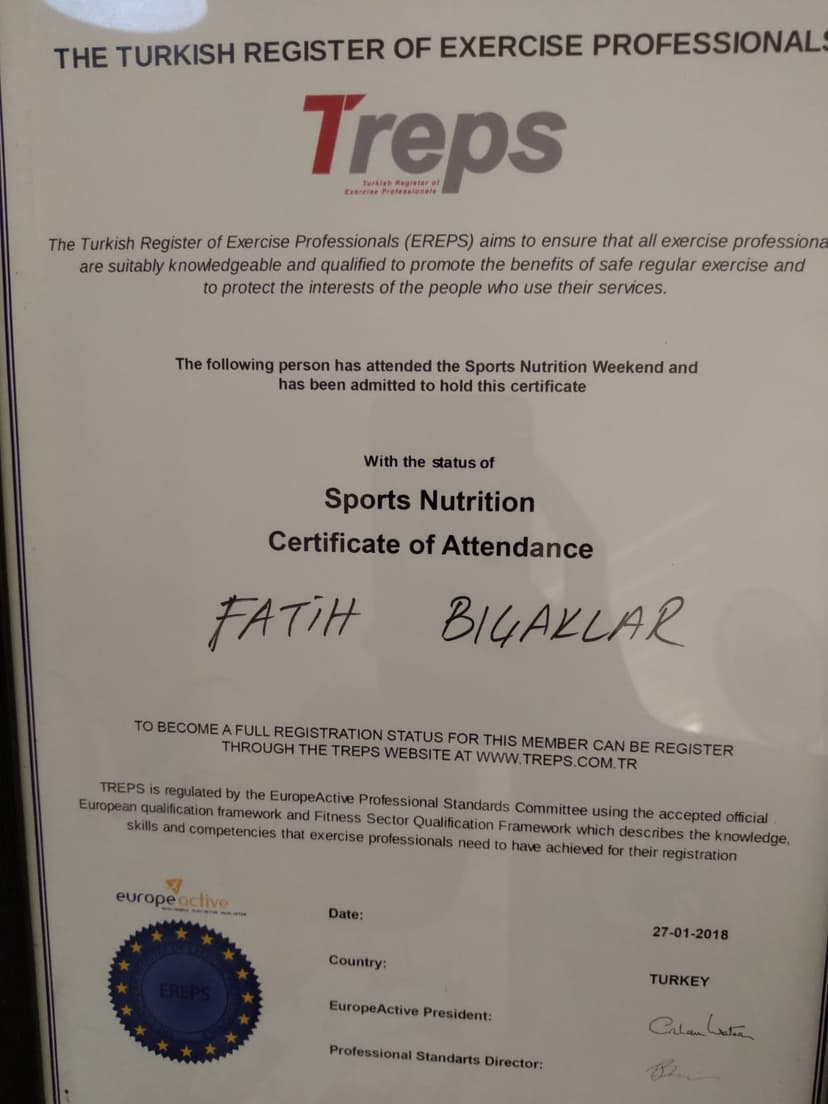 THE TURKISH REGISTER OF EXERCISE PROFESSIONALS
Treps
Turkish Register of
Exercise Professionals
The Turkish Register of Exercise Professionals (EREPS) aims to ensure that all exercise professiona
are suitably knowledgeable and qualified to promote the benefits of safe regular exercise and
to protect the interests of the people who use their services.
The following person has attended the Sports Nutrition Weekend and
has been admitted to hold this certificate
With the status of
Sports Nutrition
Certificate of Attendance
FATiH BIÇAKLAR
TO BECOME A FULL REGISTRATION STATUS FOR THIS MEMBER CAN BE REGISTER
THROUGH THE TREPS WEBSITE AT WWW.TREPS.COM.TR
TREPS is regulated by the EuropeActive Professional Standards Committee using the accepted official
European qualification framework and Fitness Sector Qualification Framework which describes the knowledge,
skills and competencies that exercise professionals need to have achieved for their registration
europeactive
EREPS
Date: 27-01-2018
Country: TURKEY
EuropeActive President:
Professional Standarts Director: